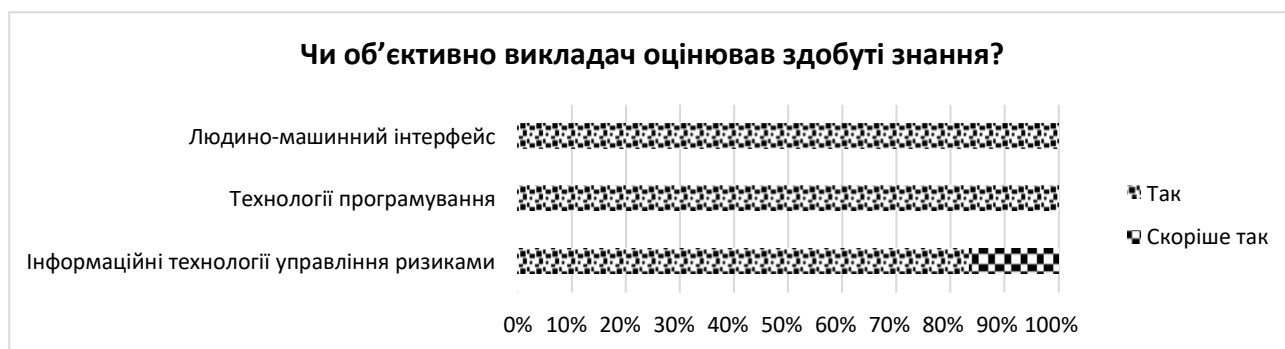 Чи об’єктивно викладач оцінював здобуті знання?
Людино-машинний інтерфейс
Технології програмування
Інформаційні технології управління ризиками
Так
Скоріше так
0% 10% 20% 30% 40% 50% 60% 70% 80% 90% 100%